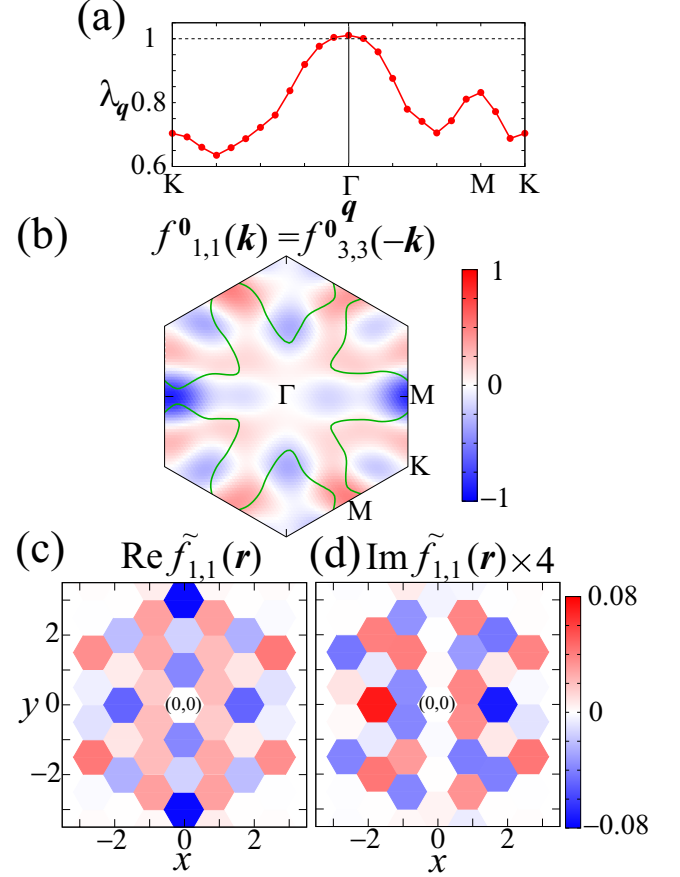 (a)
1
0.8
0.6
λq
K
Γ
M
K
q
(b)
f⁰₁,₁(k) = f⁰₃,₃(-k)
1
0
−1
Γ
M
K
M
(c)
Re f̃₁,₁(r)
(d)
Im f̃₁,₁(r)×4
2
y 0
−2
(0,0)
(0,0)
−2 0 2
x
−2 0 2
x
0.08
0
−0.08